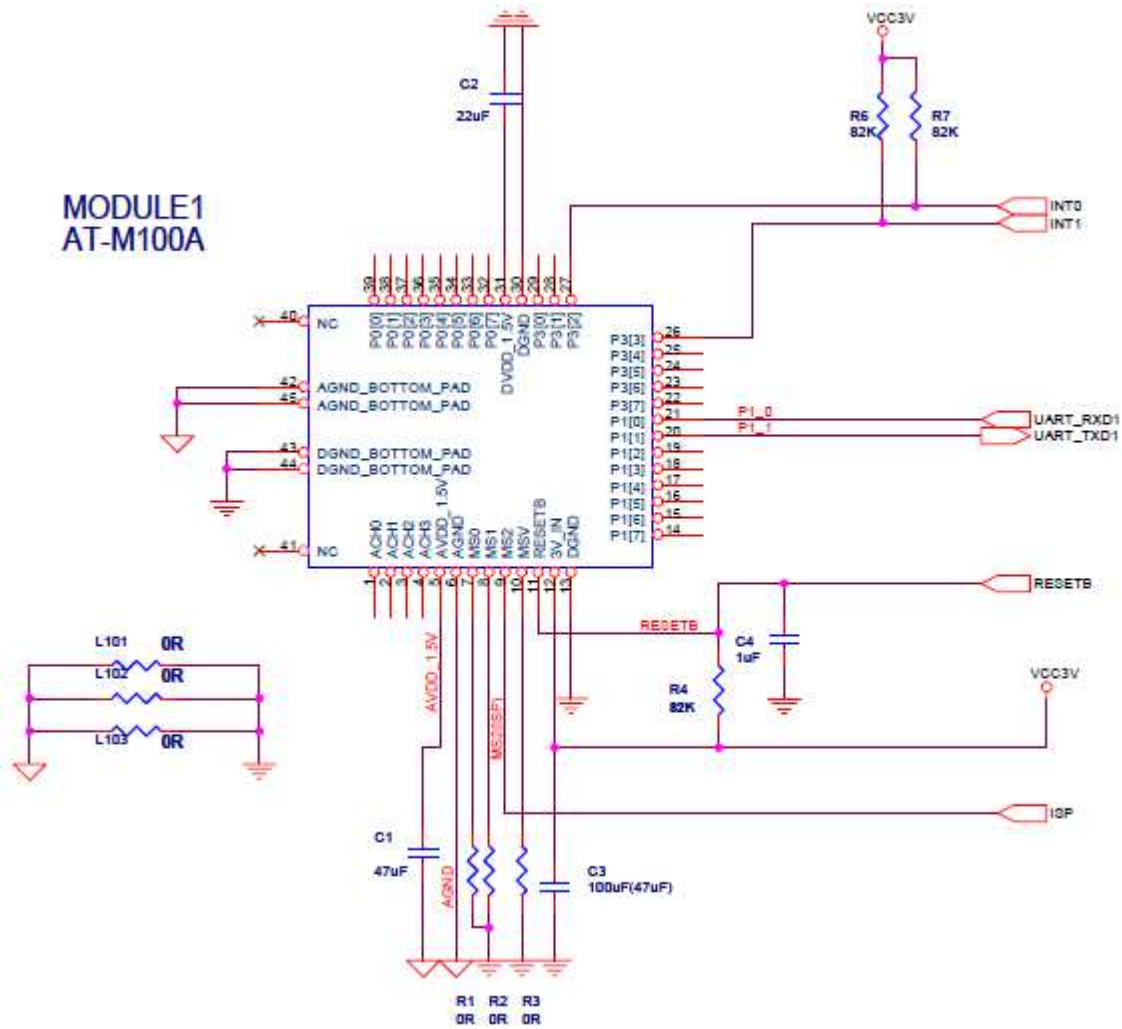 VCC3V
C2
22uF
R6
82K
R7
82K
MODULE1
AT-M100A
INT0
INT1
39
38
37
36
35
34
33
32
31
30
29
28
27
P0[0]
P0[1]
P0[2]
P0[3]
P0[4]
P0[5]
P0[6]
P0[7]
DVDD_1.5V
DGND
P3[0]
P3[1]
P3[2]
40
NC
42
AGND_BOTTOM_PAD
45
AGND_BOTTOM_PAD
43
DGND_BOTTOM_PAD
44
DGND_BOTTOM_PAD
41
NC
P3[3] 26
P3[4] 25
P3[5] 24
P3[6] 23
P3[7] 22
P1[0] 21
P1[1] 20
P1[2] 19
P1[3] 18
P1[4] 17
P1[5] 16
P1[6] 15
P1[7] 14
P1_0
P1_1
UART_RXD1
UART_TXD1
ACH0
ACH1
ACH2
ACH3
AVDD_1.5V
AGND
MS0
MS1
MS2
MSV
RESETB
3V_IN
DGND
1
2
3
4
5
6
7
8
9
10
11
12
13
RESETB
RESETB
C4
1uF
R4
82K
VCC3V
L101 0R
L102 0R
L103 0R
AVDD_1.5V
MS2(ISP)
ISP
C1
47uF
AGND
C3
100uF(47uF)
R1 R2 R3
0R 0R 0R